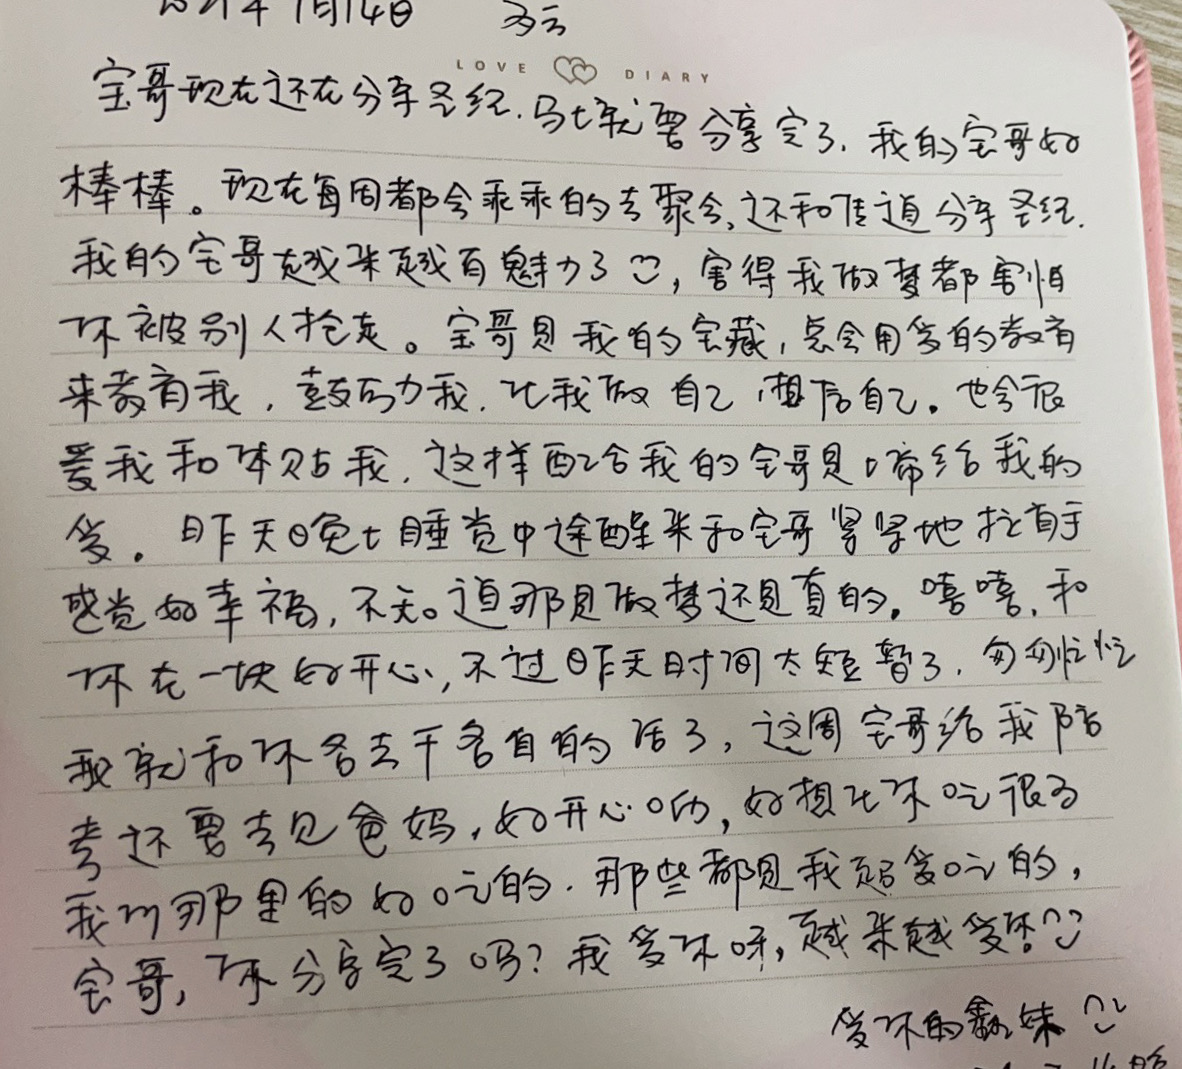 年1月14日 多云
LOVE DIARY
宝哥现在还在分享圣经.马上就要分享完了.我的宝哥好
棒棒。现在每周都会乖乖的去聚会,还和传道分享圣经.
我的宝哥越来越有魅力了,害得我做梦都害怕
你被别人抢走。宝哥是我的宝藏,总会用爱的教育
来教育我.鼓励我.让我做自己相信自己.也会很
爱我和体贴我.这样配合我的宝哥是上帝给我的
爱。昨天晚上睡觉中途醒来和宝哥紧紧地拉着手
感觉好幸福,不知道那是做梦还是真的.嘻嘻.和
你在一块好开心,不过昨天时间太短暂了.匆匆忙忙
我就和你各去干各自的活了,这周宝哥给我陪
考还要去见爸妈,好开心哟,好想让你吃很多
我们那里的好吃的.那些都是我超爱吃的,
宝哥,你分享完了吗?我爱你呀,越来越爱你
爱你的鑫妹